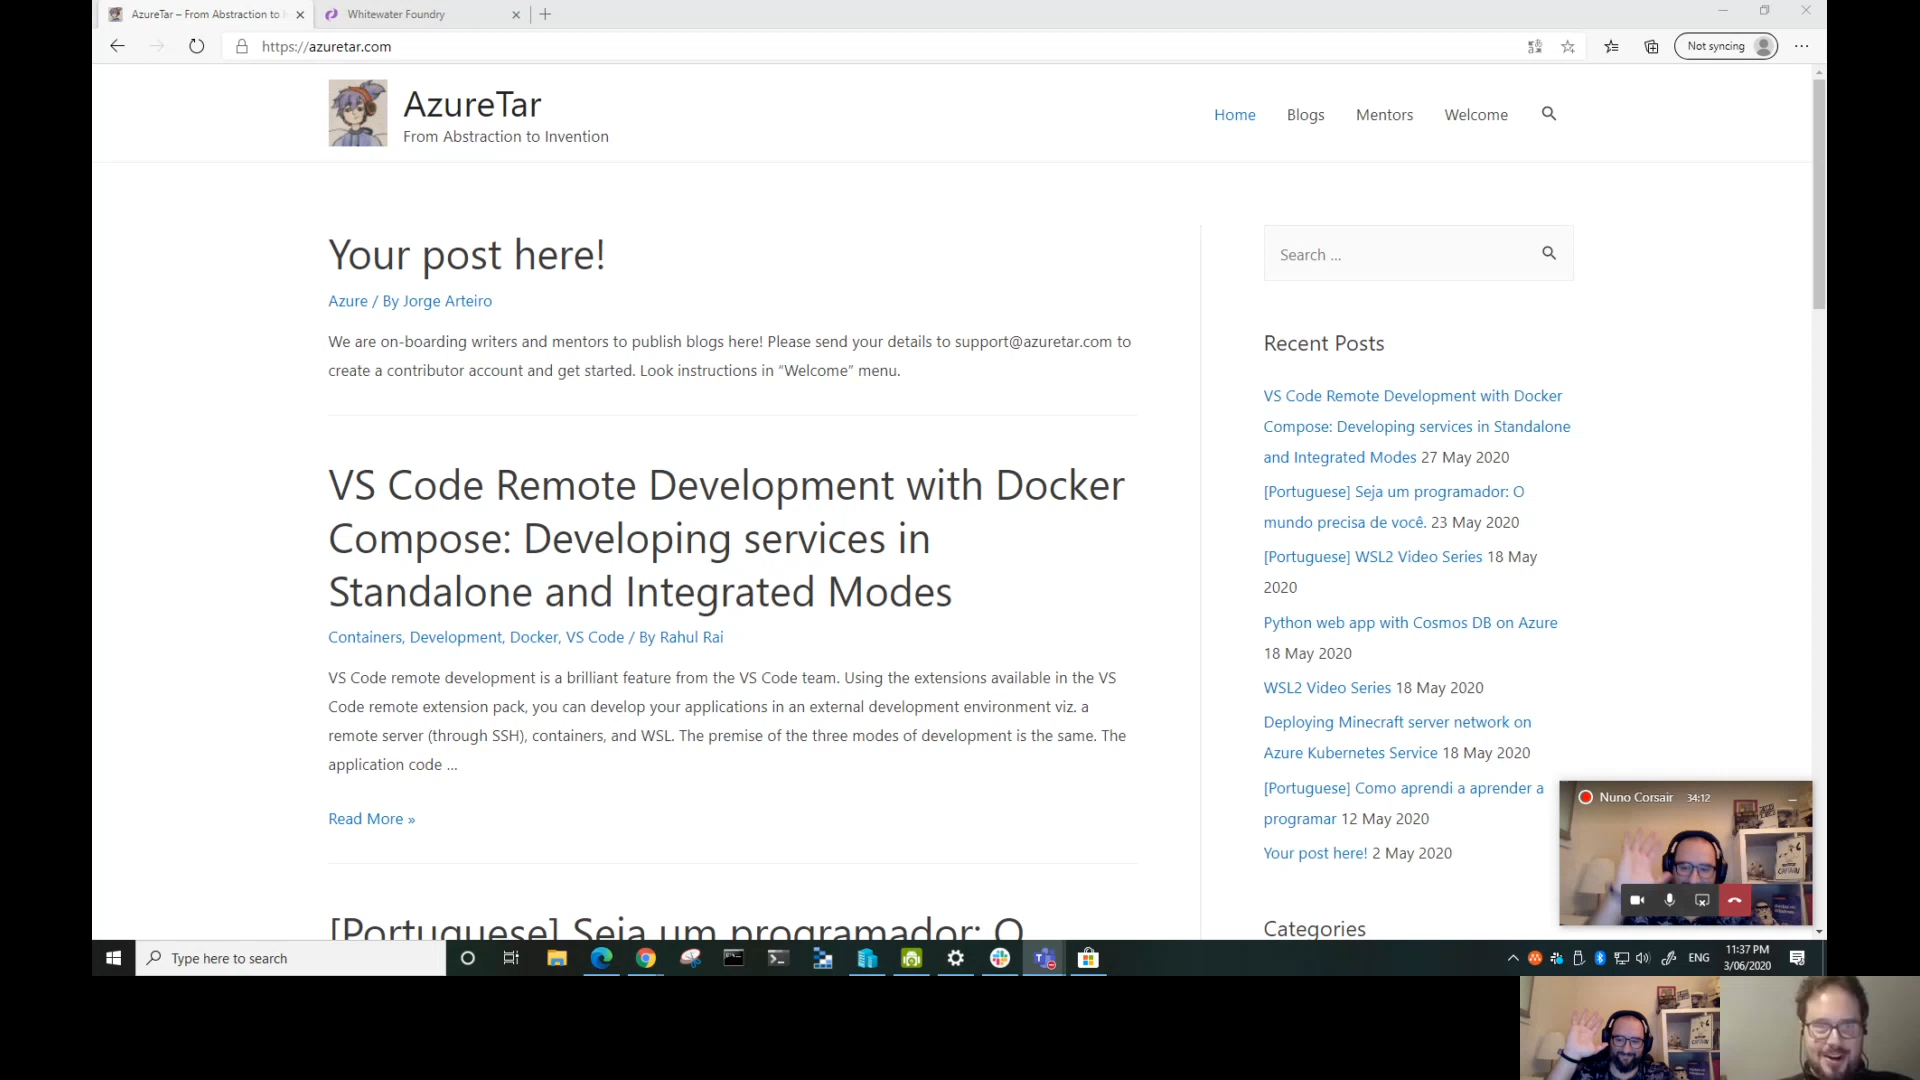 AzureTar – From Abstraction to
Whitewater Foundry
https://azuretar.com
Not syncing
AzureTar
From Abstraction to Invention
Home
Blogs
Mentors
Welcome
Your post here!
Azure / By Jorge Arteiro
We are on-boarding writers and mentors to publish blogs here! Please send your details to support@azuretar.com to
create a contributor account and get started. Look instructions in “Welcome” menu.
VS Code Remote Development with Docker
Compose: Developing services in
Standalone and Integrated Modes
Containers, Development, Docker, VS Code / By Rahul Rai
VS Code remote development is a brilliant feature from the VS Code team. Using the extensions available in the VS
Code remote extension pack, you can develop your applications in an external development environment viz. a
remote server (through SSH), containers, and WSL. The premise of the three modes of development is the same. The
application code ...
Read More »
[Portuguese] Seja um programador: O
Search ...
Recent Posts
VS Code Remote Development with Docker
Compose: Developing services in Standalone
and Integrated Modes 27 May 2020
[Portuguese] Seja um programador: O
mundo precisa de você. 23 May 2020
[Portuguese] WSL2 Video Series 18 May
2020
Python web app with Cosmos DB on Azure
18 May 2020
WSL2 Video Series 18 May 2020
Deploying Minecraft server network on
Azure Kubernetes Service 18 May 2020
[Portuguese] Como aprendi a aprender a
programar 12 May 2020
Your post here! 2 May 2020
Categories
Nuno Corsair 34:12
Type here to search
ENG
11:37 PM
3/06/2020